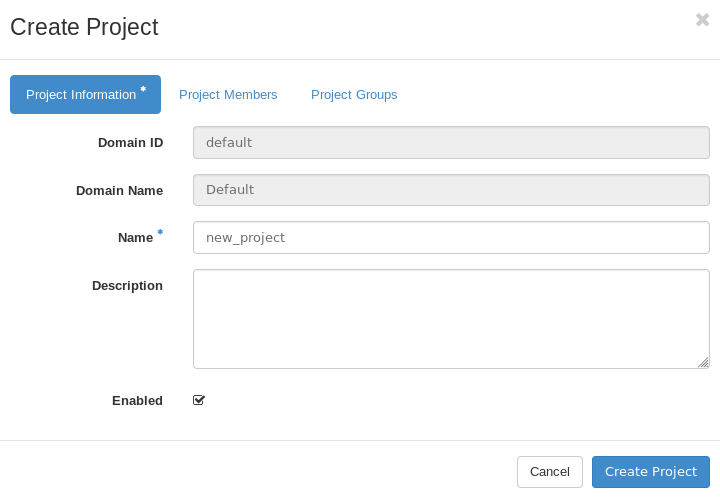 Create Project
Project Information *
Project Members
Project Groups
Domain ID
default
Domain Name
Default
Name *
new_project
Description
Enabled
Cancel
Create Project